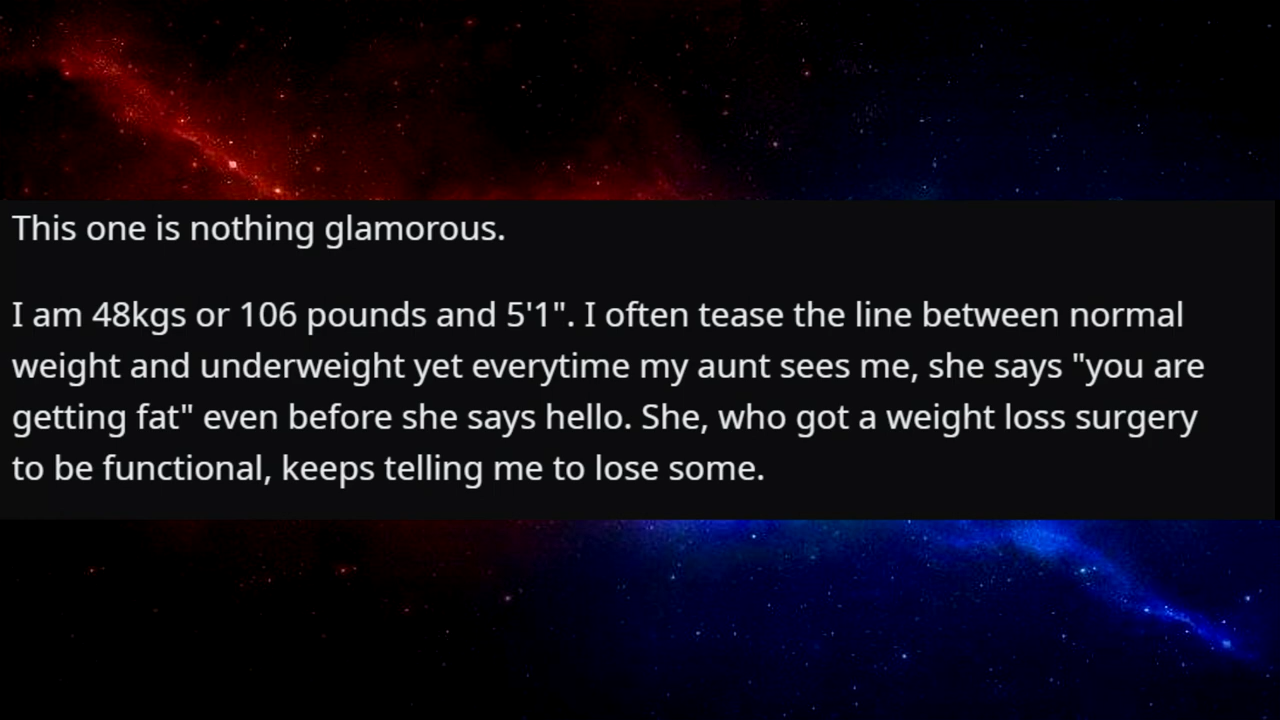 This one is nothing glamorous.
I am 48kgs or 106 pounds and 5'1". I often tease the line between normal
weight and underweight yet everytime my aunt sees me, she says "you are
getting fat" even before she says hello. She, who got a weight loss surgery
to be functional, keeps telling me to lose some.